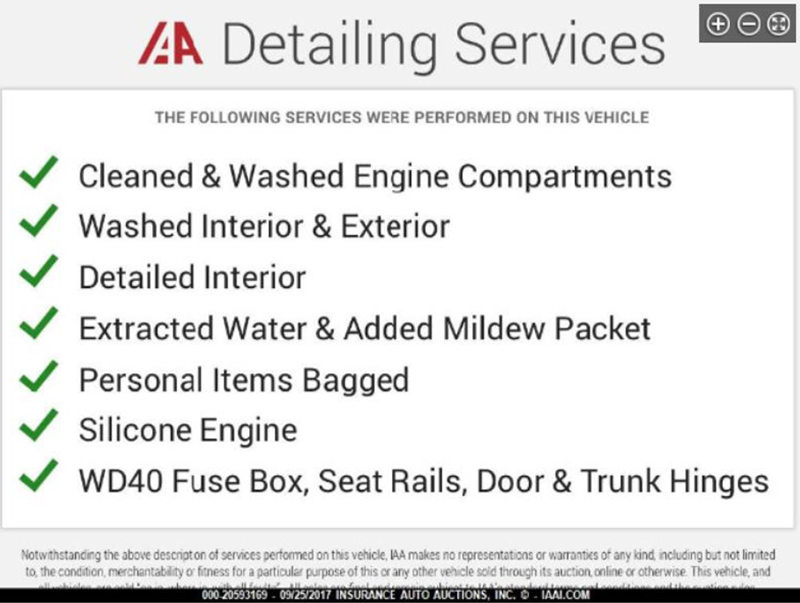 IAA Detailing Services
THE FOLLOWING SERVICES WERE PERFORMED ON THIS VEHICLE
Cleaned & Washed Engine Compartments
Washed Interior & Exterior
Detailed Interior
Extracted Water & Added Mildew Packet
Personal Items Bagged
Silicone Engine
WD40 Fuse Box, Seat Rails, Door & Trunk Hinges
Notwithstanding the above description of services performed on this vehicle, IAA makes no representations or warranties of any kind, including but not limited
to, the condition, merchantability or fitness for a particular purpose of this or any other vehicle sold through its auction, online or otherwise. This vehicle, and
000-20593169 - 09/25/2017 INSURANCE AUTO AUCTIONS, INC. © - IAAI.COM